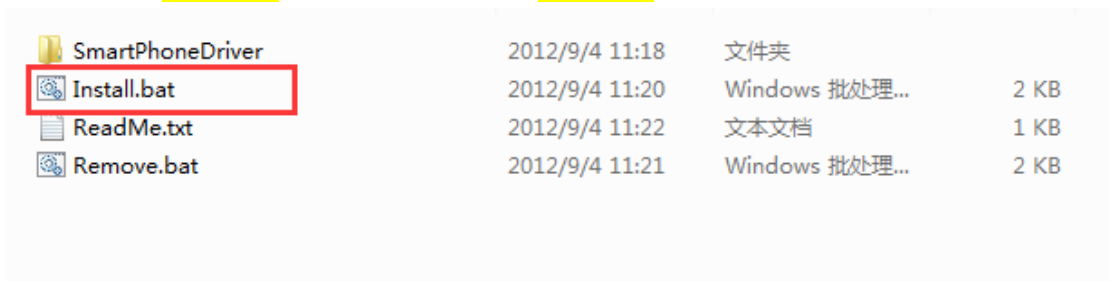 SmartPhoneDriver 2012/9/4 11:18 文件夹
Install.bat 2012/9/4 11:20 Windows 批处理... 2 KB
ReadMe.txt 2012/9/4 11:22 文本文档 1 KB
Remove.bat 2012/9/4 11:21 Windows 批处理... 2 KB